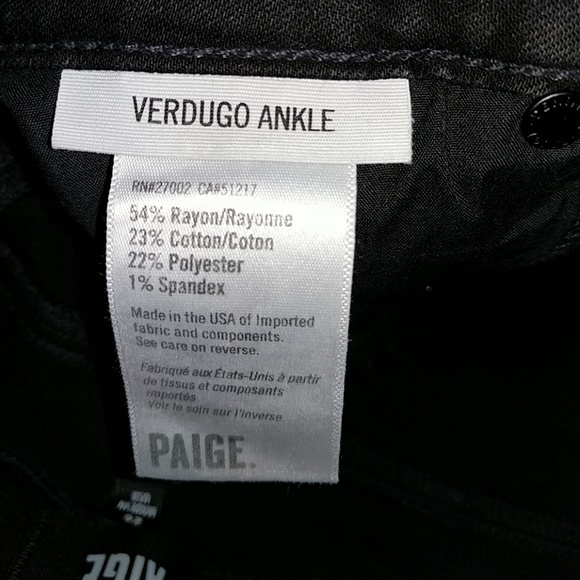 VERDUGO ANKLE
RN#27002 CA#51217
54% Rayon/Rayonne
23% Cotton/Coton
22% Polyester
1% Spandex
Made in the USA of Imported
fabric and components.
See care on reverse.
Fabriqué aux États-Unis à partir
de tissus et composants
importés
Voir le soin sur l'inverse
PAIGE.